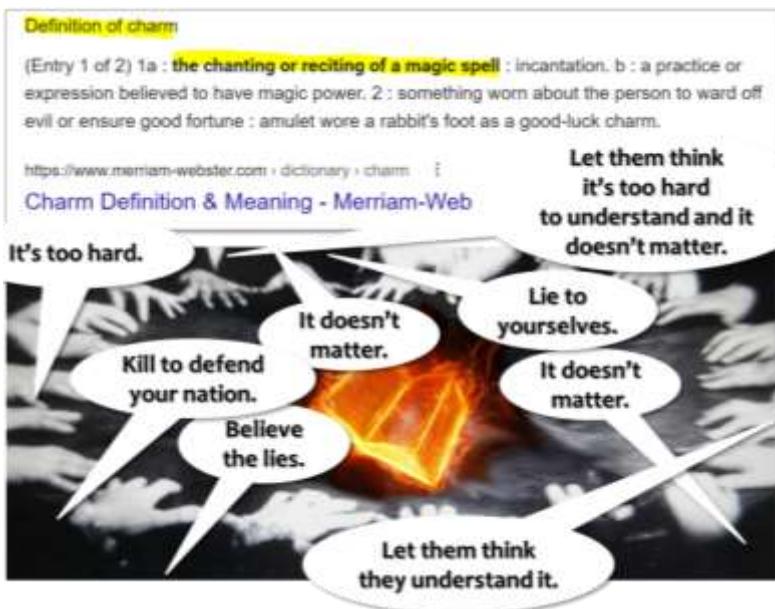 Definition of charm
(Entry 1 of 2) 1a : the chanting or reciting of a magic spell : incantation. b : a practice or
expression believed to have magic power. 2 : something worn about the person to ward off
evil or ensure good fortune : amulet wore a rabbit's foot as a good-luck charm.
https://www.merriam-webster.com › dictionary › charm ⋮
Charm Definition & Meaning - Merriam-Web
Let them think
it's too hard
to understand and it
doesn't matter.
It's too hard.
Lie to
yourselves.
It doesn't
matter.
Kill to defend
your nation.
It doesn't
matter.
Believe
the lies.
Let them think
they understand it.